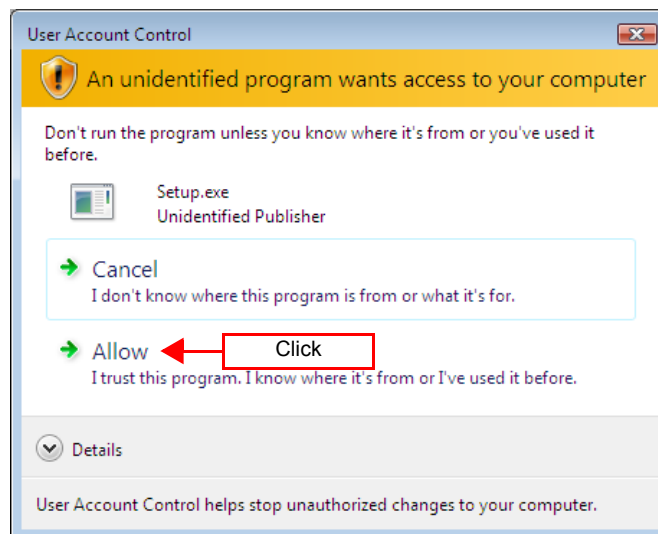 User Account Control
An unidentified program wants access to your computer
Don't run the program unless you know where it's from or you've used it
before.
Setup.exe
Unidentified Publisher
Cancel
I don't know where this program is from or what it's for.
Allow
Click
I trust this program. I know where it's from or I've used it before.
Details
User Account Control helps stop unauthorized changes to your computer.